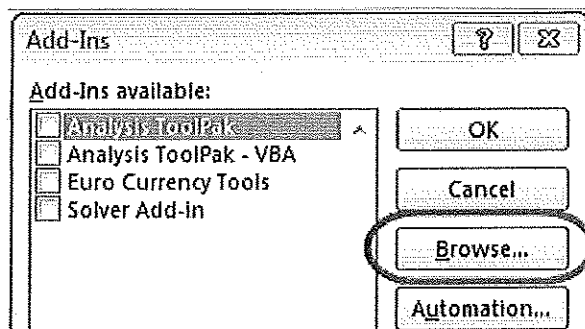 Add-Ins
Add-Ins available:
Analysis ToolPak
Analysis ToolPak - VBA
Euro Currency Tools
Solver Add-in
OK
Cancel
Browse...
Automation...